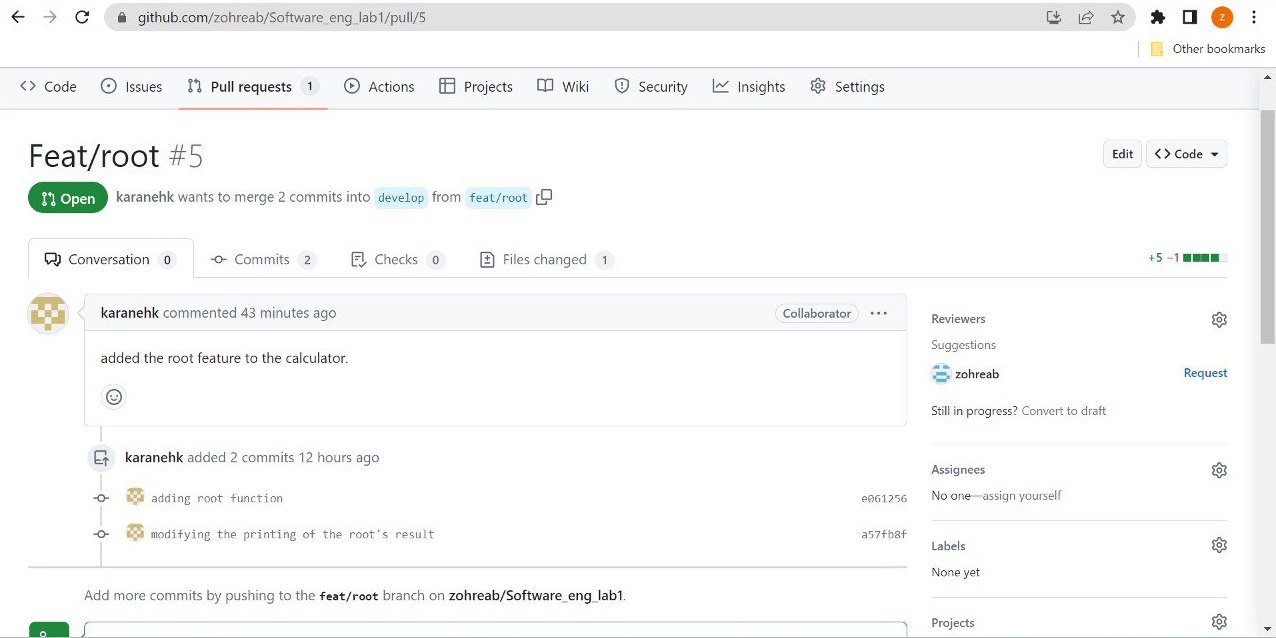 github.com/zohreab/Software_eng_lab1/pull/5
Z
Other bookmarks
Code Issues Pull requests 1 Actions Projects Wiki Security Insights Settings
Feat/root #5
Edit <> Code
Open karanehk wants to merge 2 commits into develop from feat/root
Conversation 0 Commits 2 Checks 0 Files changed 1 +5 −1
karanehk commented 43 minutes ago Collaborator ...
added the root feature to the calculator.
karanehk added 2 commits 12 hours ago
adding root function e061256
modifying the printing of the root's result a57fb8f
Add more commits by pushing to the feat/root branch on zohreab/Software_eng_lab1.
Reviewers
Suggestions
zohreab Request
Still in progress? Convert to draft
Assignees
No one—assign yourself
Labels
None yet
Projects